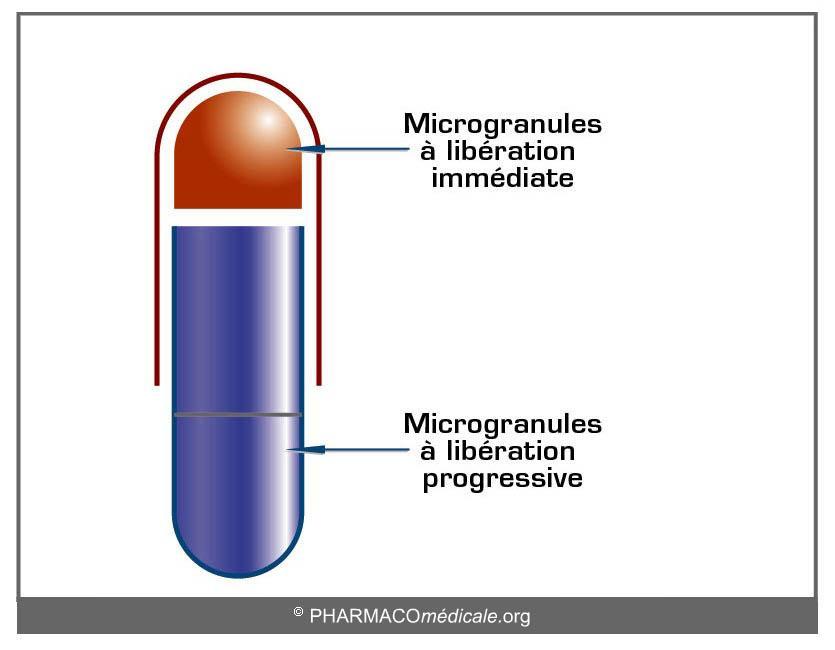 Microgranules
à libération
immédiate
Microgranules
à libération
progressive
© PHARMACOmédicale.org